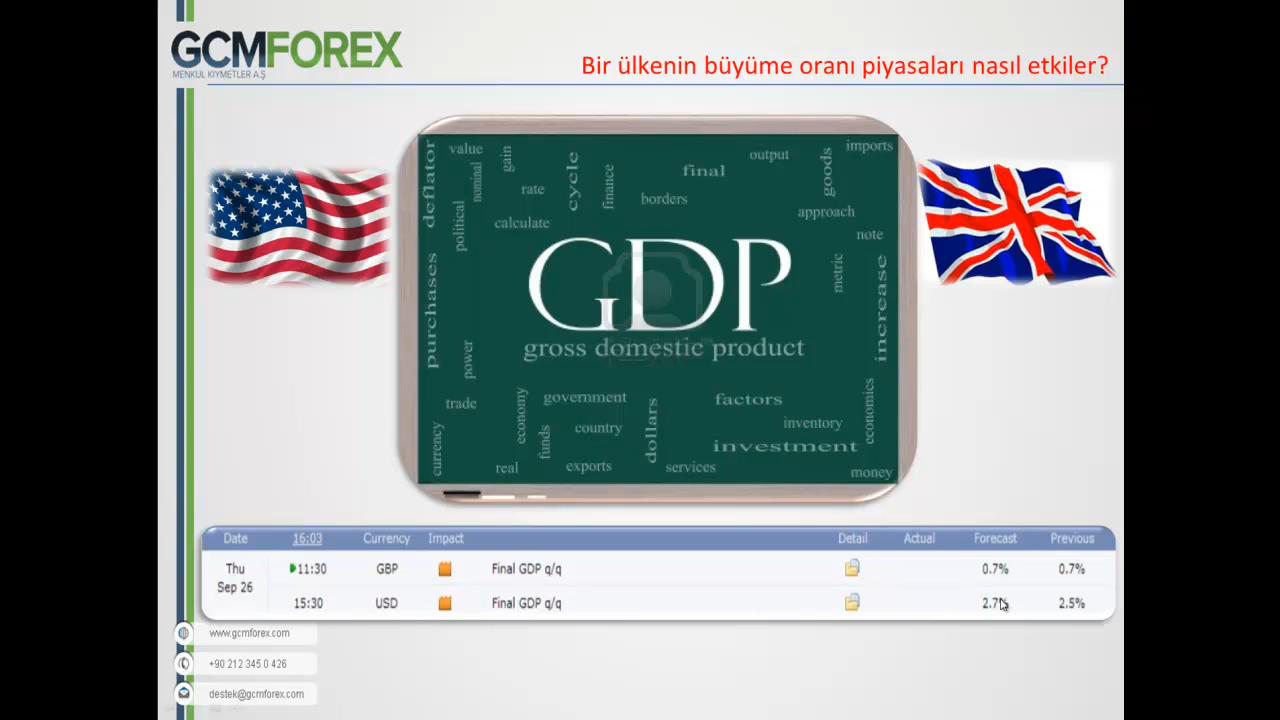 GCMFOREX
MENKUL KIYMETLER A.Ş
Bir ülkenin büyüme oranı piyasaları nasıl etkiler?
deflator
value
nominal
gain
rate
cycle
finance
final
borders
output
goods
imports
political
calculate
approach
note
metric
increase
purchases
GDP
gross domestic product
power
trade
currency
economy
government
funds
country
real
exports
dollars
services
factors
inventory
investment
economics
money
Date 16:03 Currency Impact Detail Actual Forecast Previous
Thu 11:30 GBP Final GDP q/q 0.7% 0.7%
Sep 26
15:30 USD Final GDP q/q 2.7% 2.5%
www.gcmforex.com
+90 212 345 0 426
destek@gcmforex.com